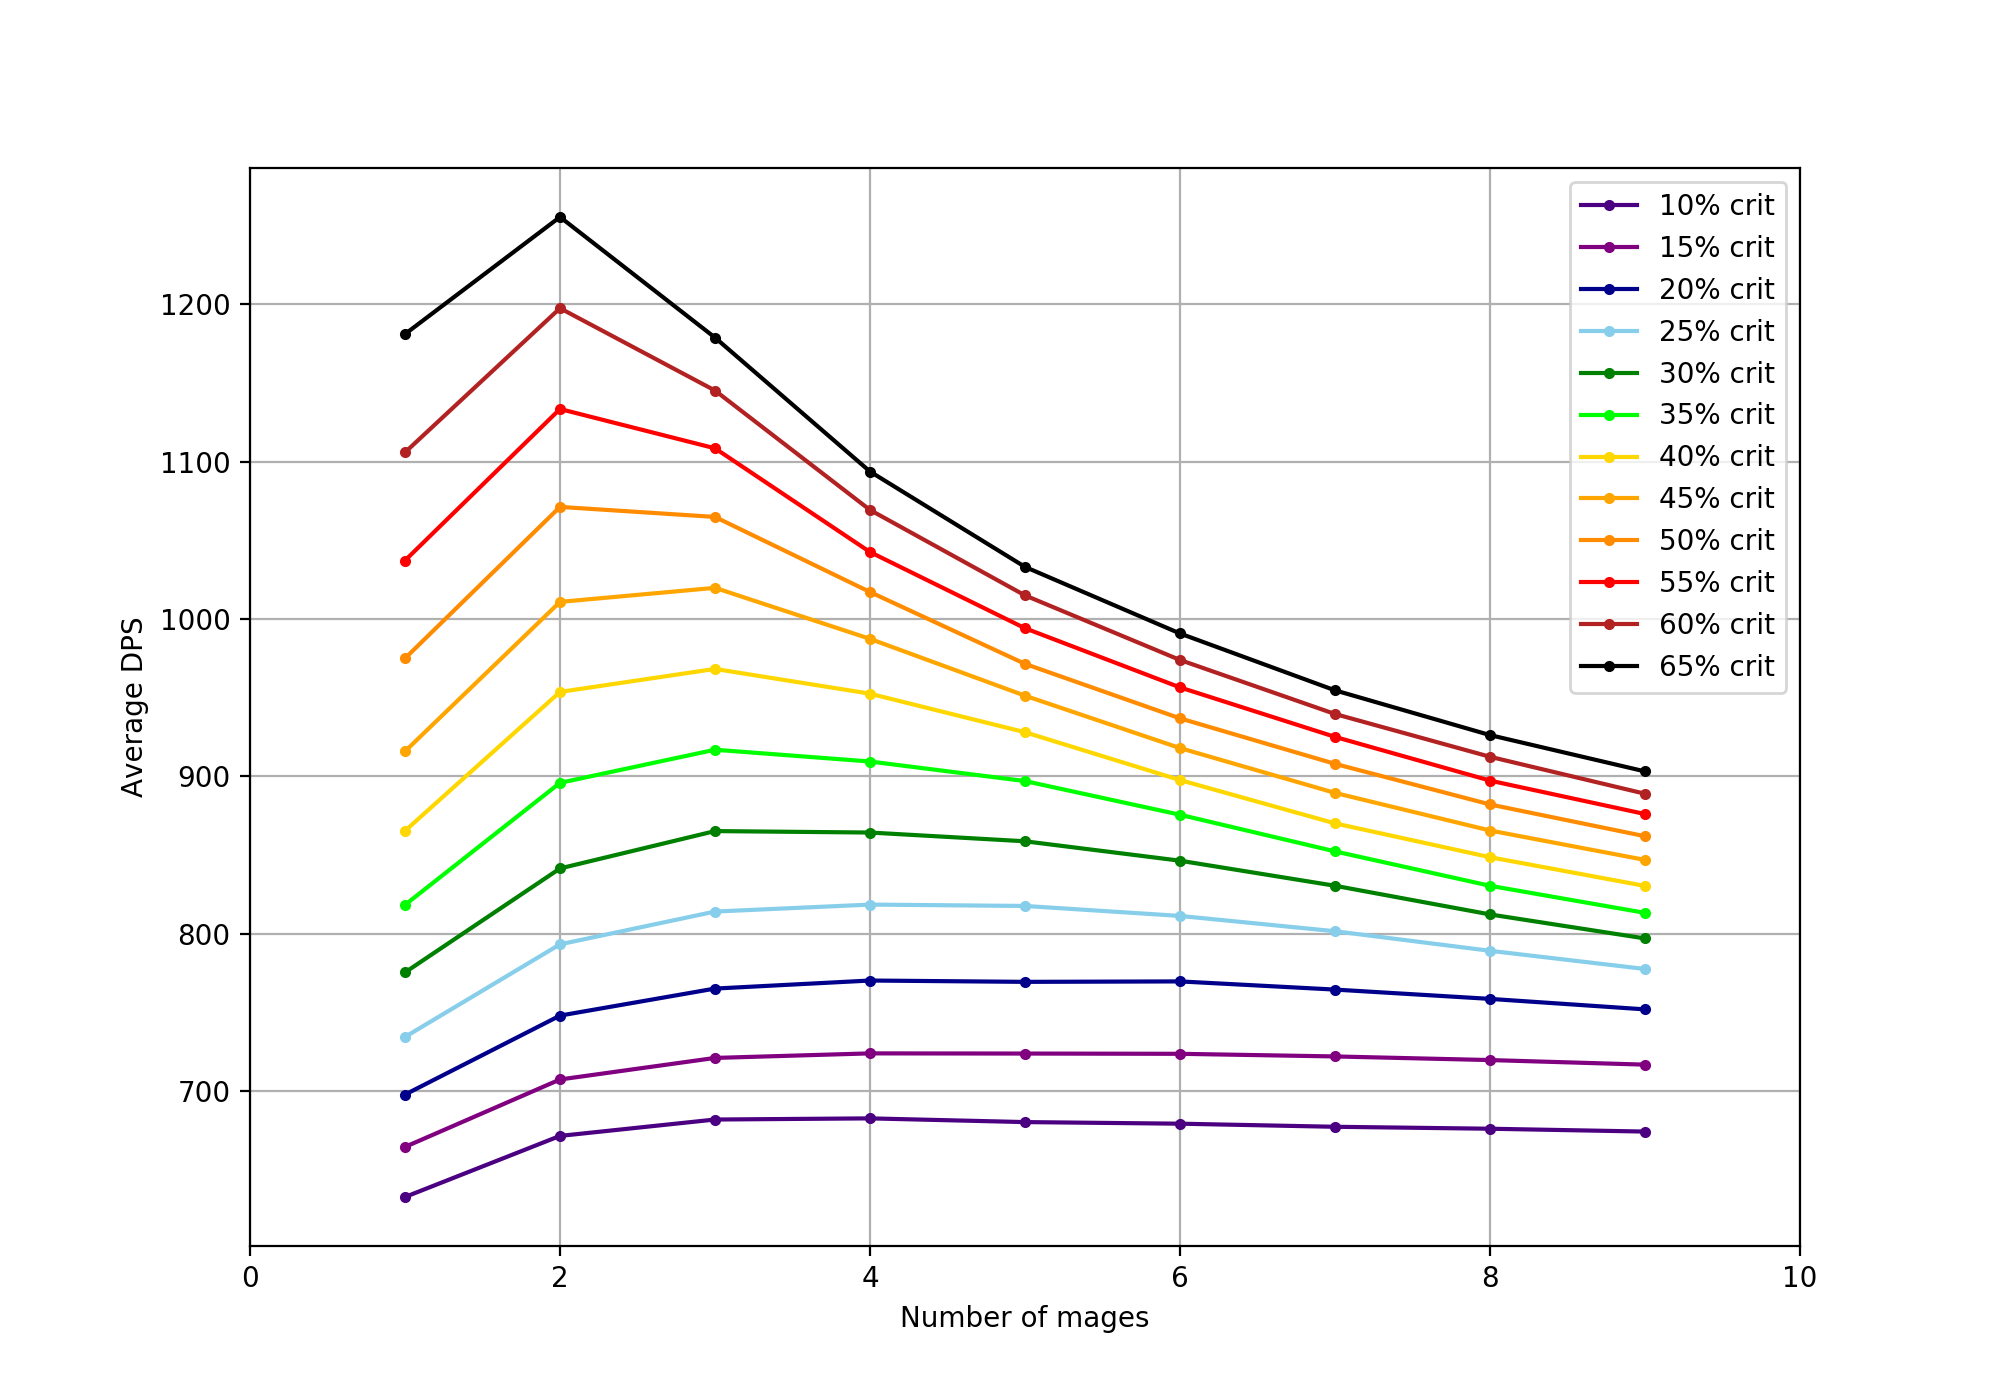 1200
1100
1000
900
800
700
Average DPS
0 2 4 6 8 10
Number of mages
10% crit
15% crit
20% crit
25% crit
30% crit
35% crit
40% crit
45% crit
50% crit
55% crit
60% crit
65% crit